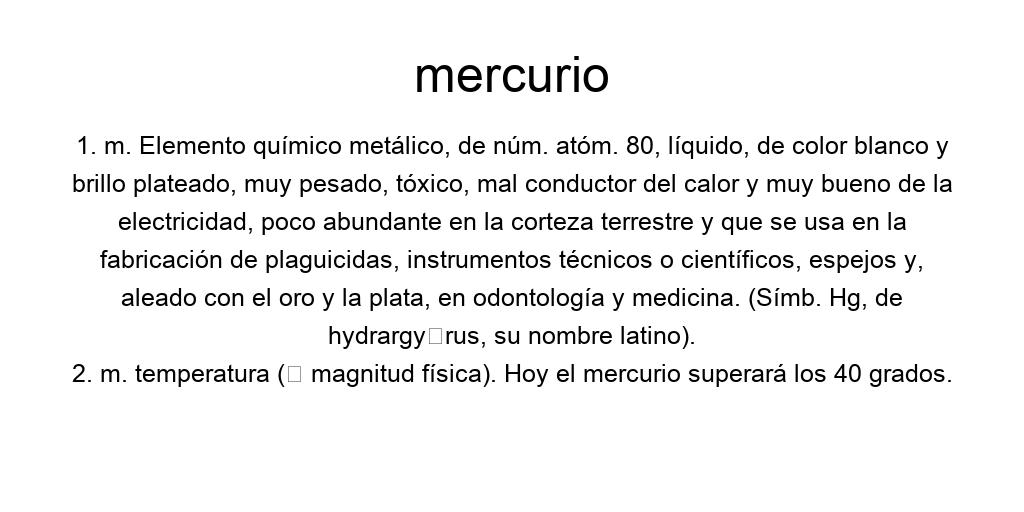 mercurio
1. m. Elemento químico metálico, de núm. atóm. 80, líquido, de color blanco y
brillo plateado, muy pesado, tóxico, mal conductor del calor y muy bueno de la
electricidad, poco abundante en la corteza terrestre y que se usa en la
fabricación de plaguicidas, instrumentos técnicos o científicos, espejos y,
aleado con el oro y la plata, en odontología y medicina. (Símb. Hg, de
hydrargy□rus, su nombre latino).
2. m. temperatura (□ magnitud física). Hoy el mercurio superará los 40 grados.